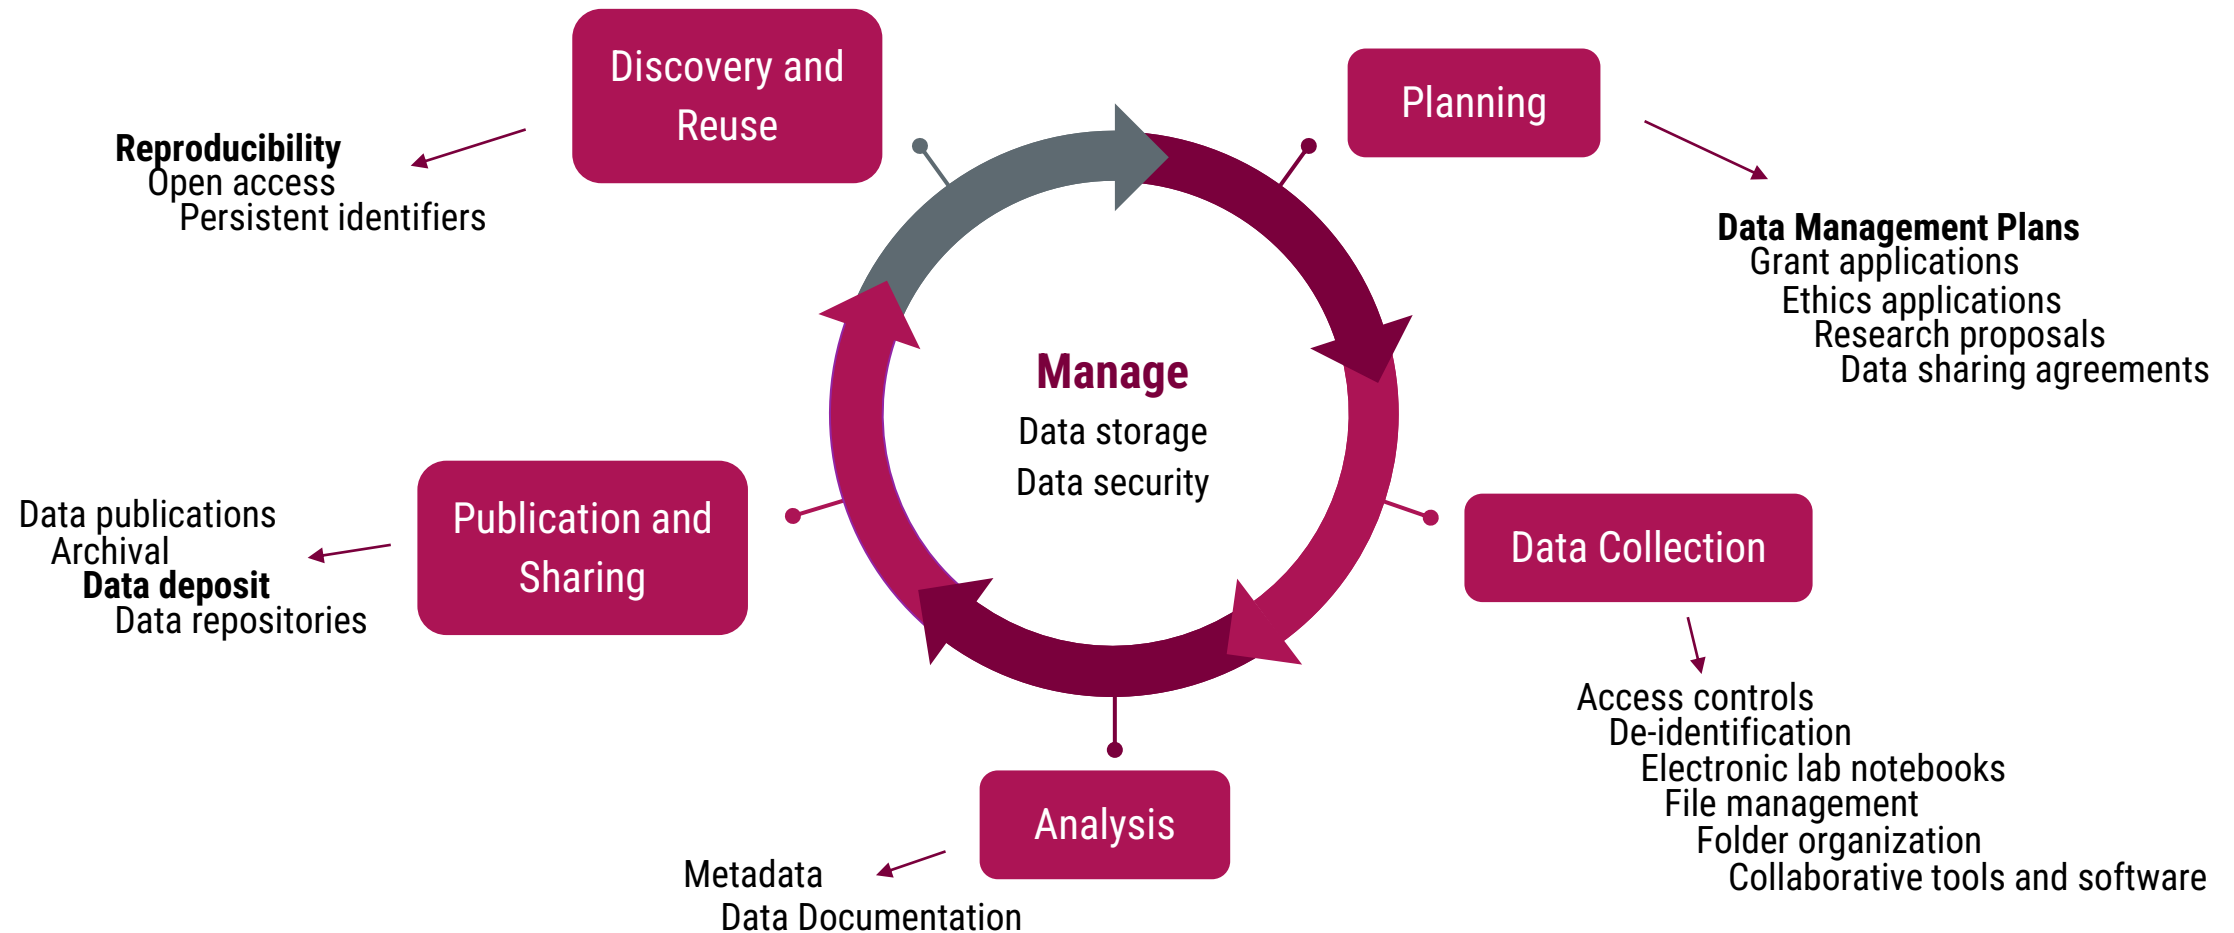 Discovery and
Reuse
Reproducibility
Open access
Persistent identifiers
Planning
Data Management Plans
Grant applications
Ethics applications
Research proposals
Data sharing agreements
Manage
Data storage
Data security
Data Collection
Access controls
De-identification
Electronic lab notebooks
File management
Folder organization
Collaborative tools and software
Analysis
Metadata
Data Documentation
Publication and
Sharing
Data publications
Archival
Data deposit
Data repositories